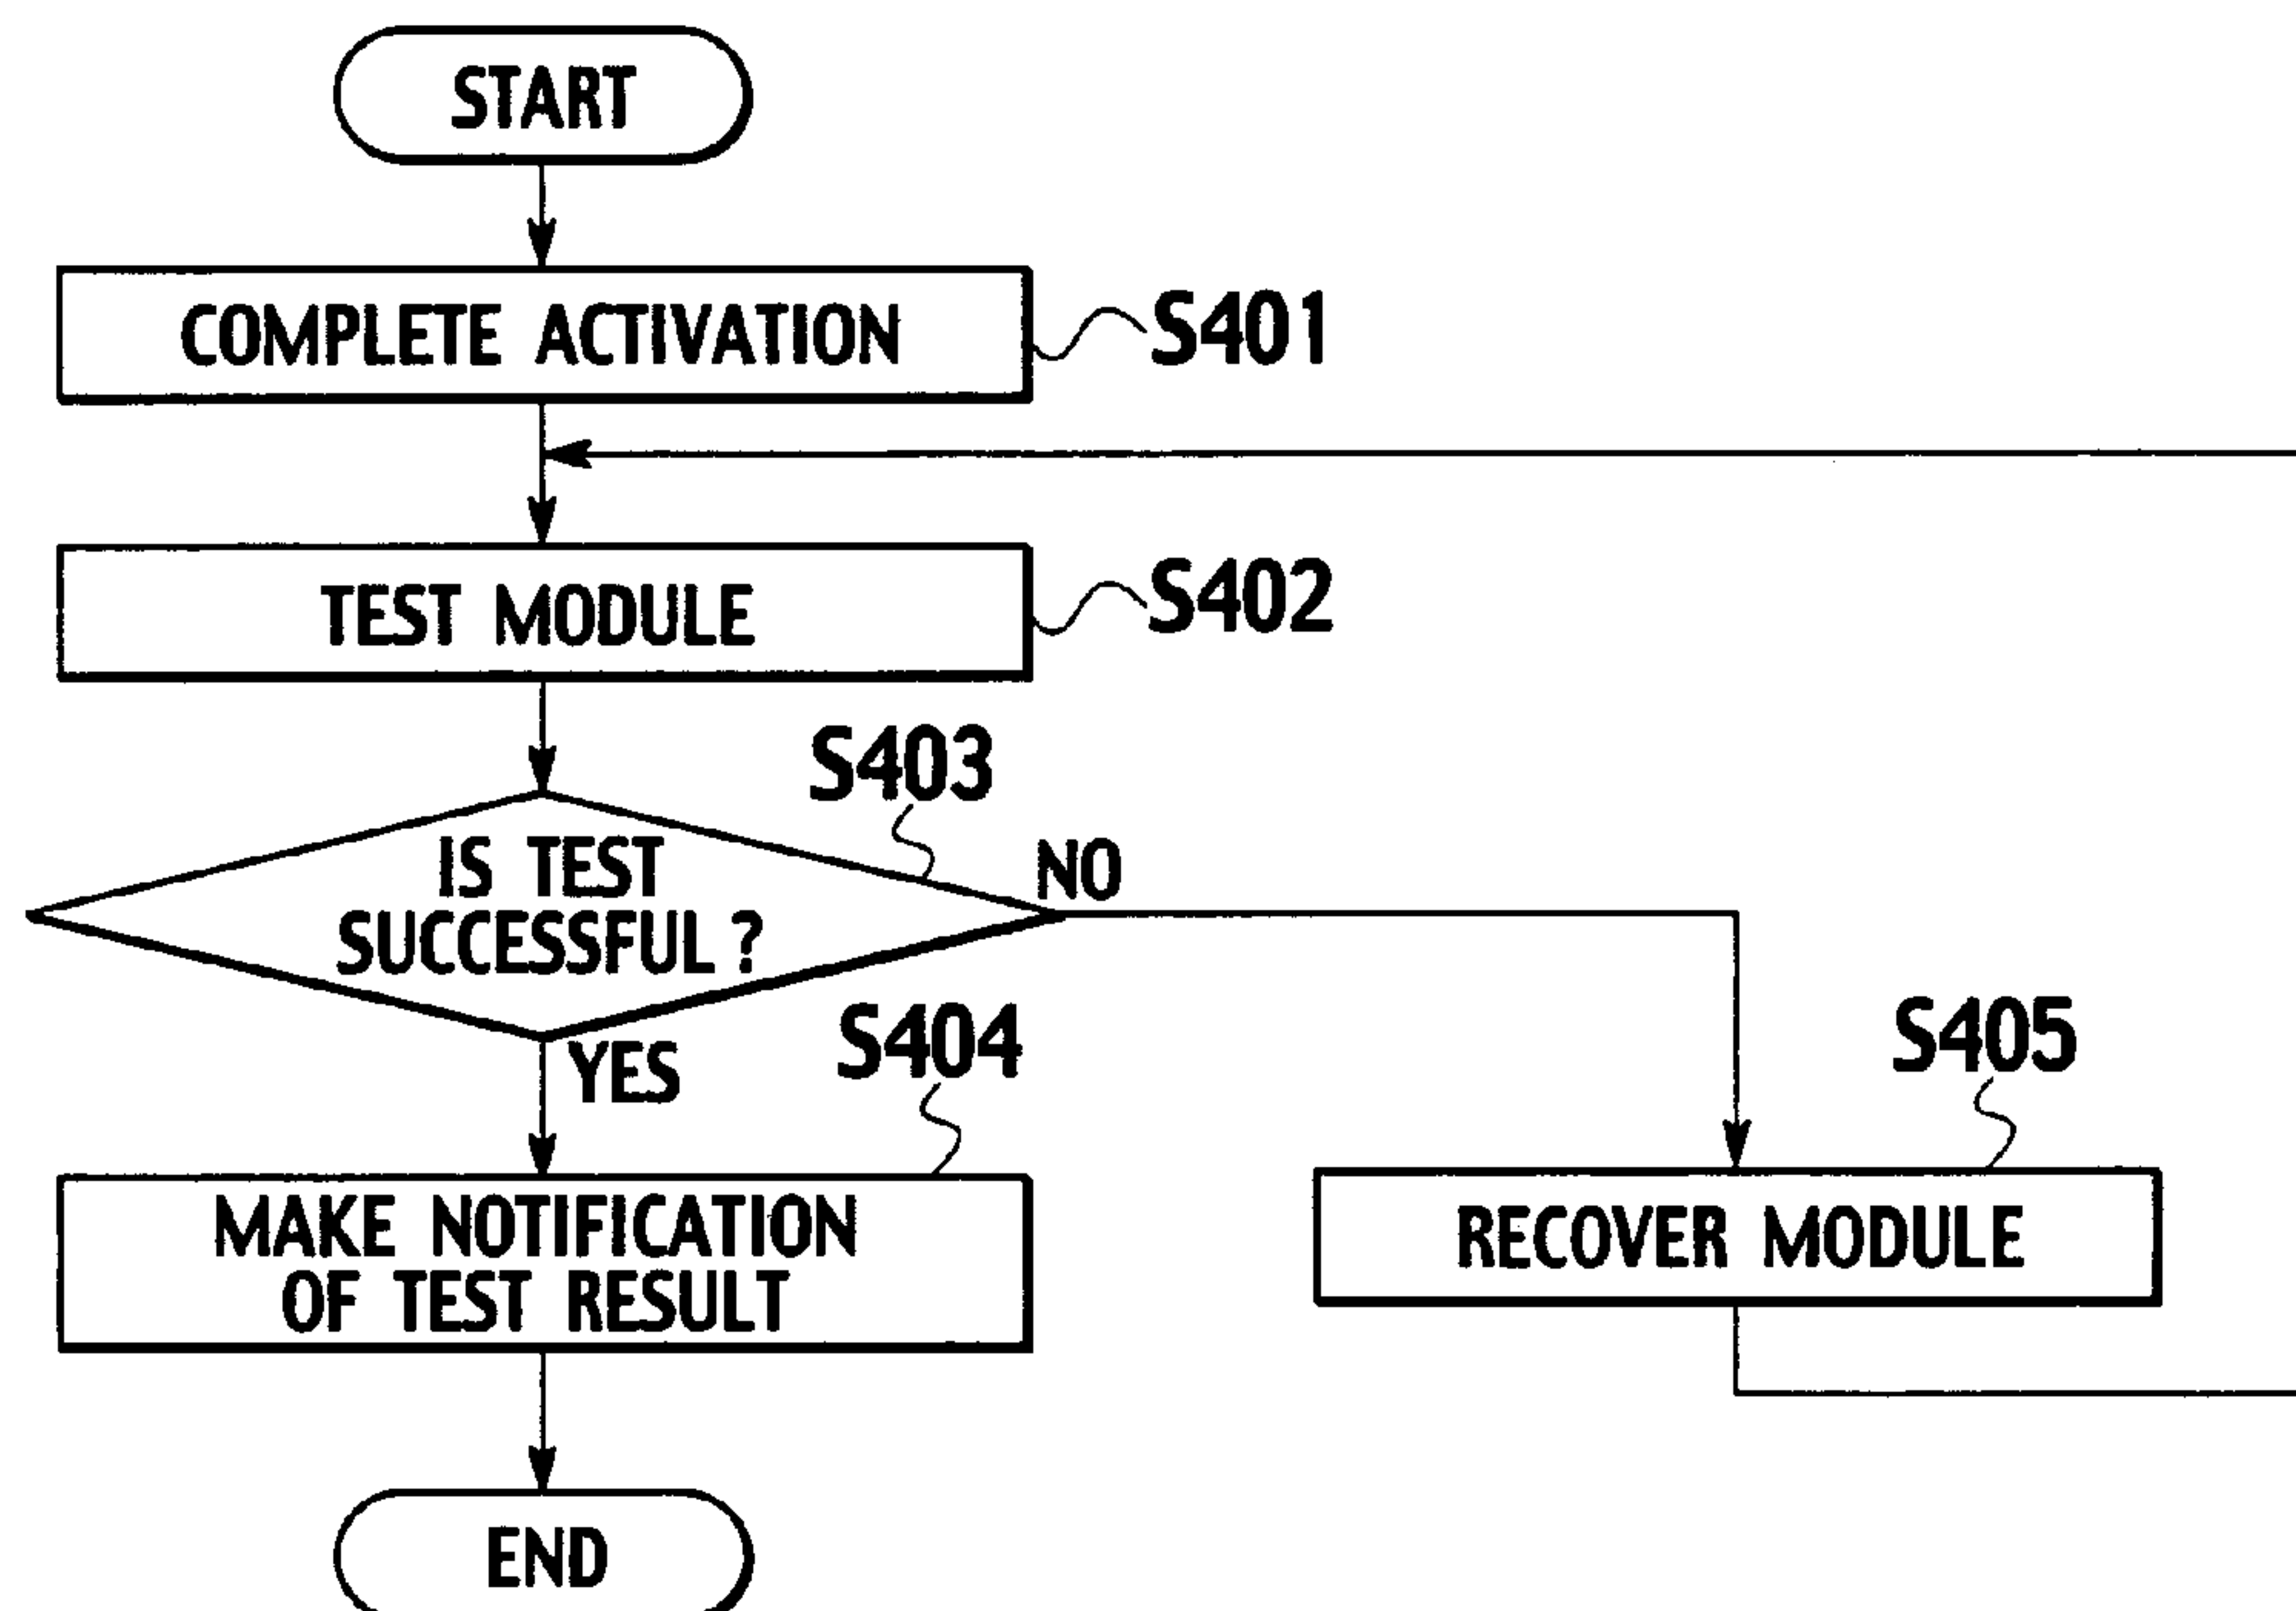 START
COMPLETE ACTIVATION
S401
TEST MODULE
S402
S403
IS TEST
SUCCESSFUL?
NO
YES
S404
S405
MAKE NOTIFICATION
OF TEST RESULT
RECOVER MODULE
END